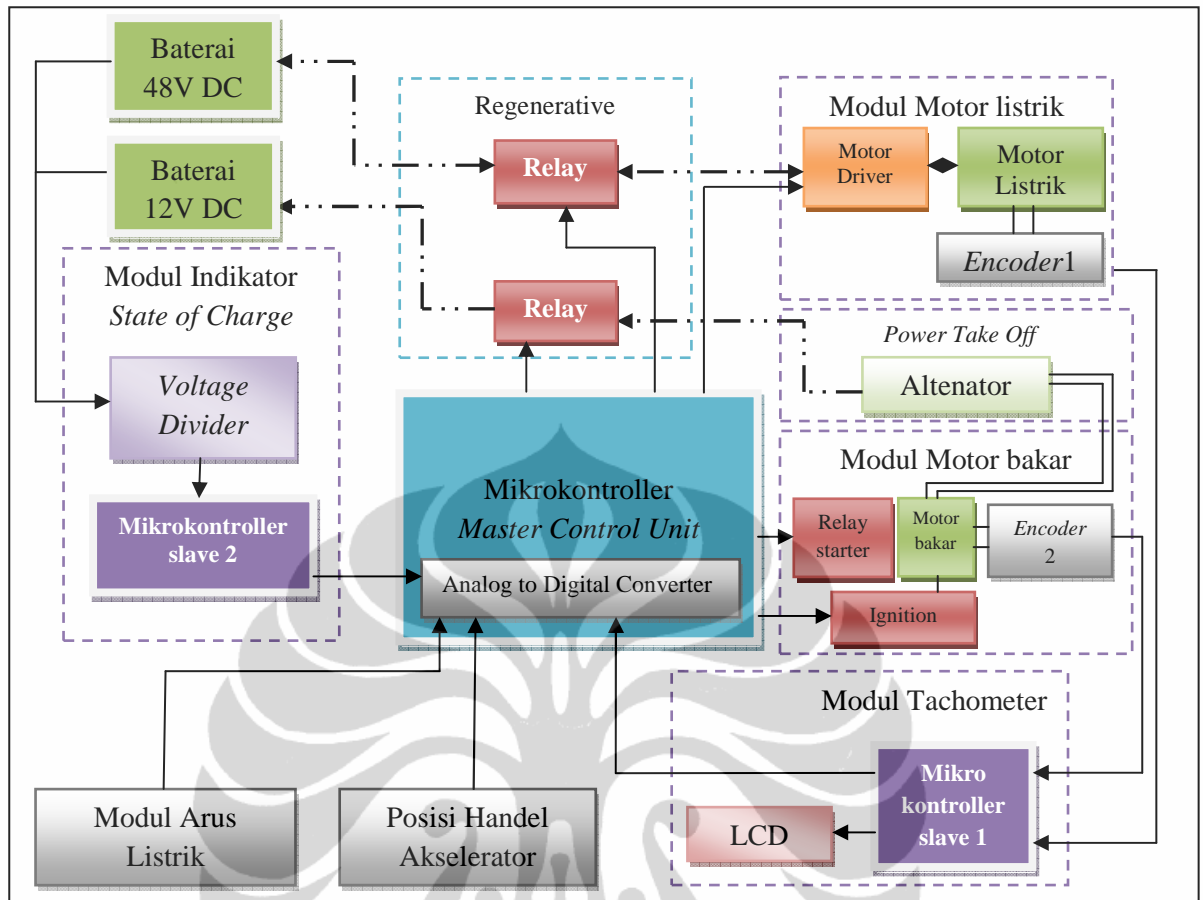 Baterai
48V DC
Baterai
12V DC
Regenerative
Relay
Relay
Modul Motor listrik
Motor
Driver
Motor
Listrik
Encoder1
Modul Indikator
State of Charge
Voltage
Divider
Mikrokontroller
slave 2
Power Take Off
Altenator
Mikrokontroller
Master Control Unit
Analog to Digital Converter
Modul Motor bakar
Relay
starter
Motor
bakar
Encoder
2
Ignition
Modul Tachometer
Mikro
kontroller
slave 1
LCD
Modul Arus
Listrik
Posisi Handel
Akselerator